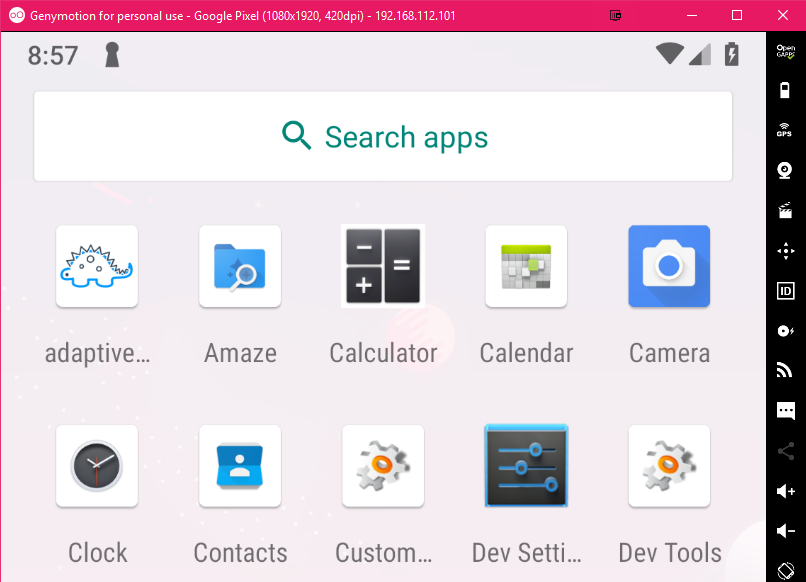 Genymotion for personal use - Google Pixel (1080x1920, 420dpi) - 192.168.112.101
8:57
Open
GAPPS
GPS
Search apps
ID
adaptive...
Amaze
Calculator
Calendar
Camera
Clock
Contacts
Custom...
Dev Setti...
Dev Tools